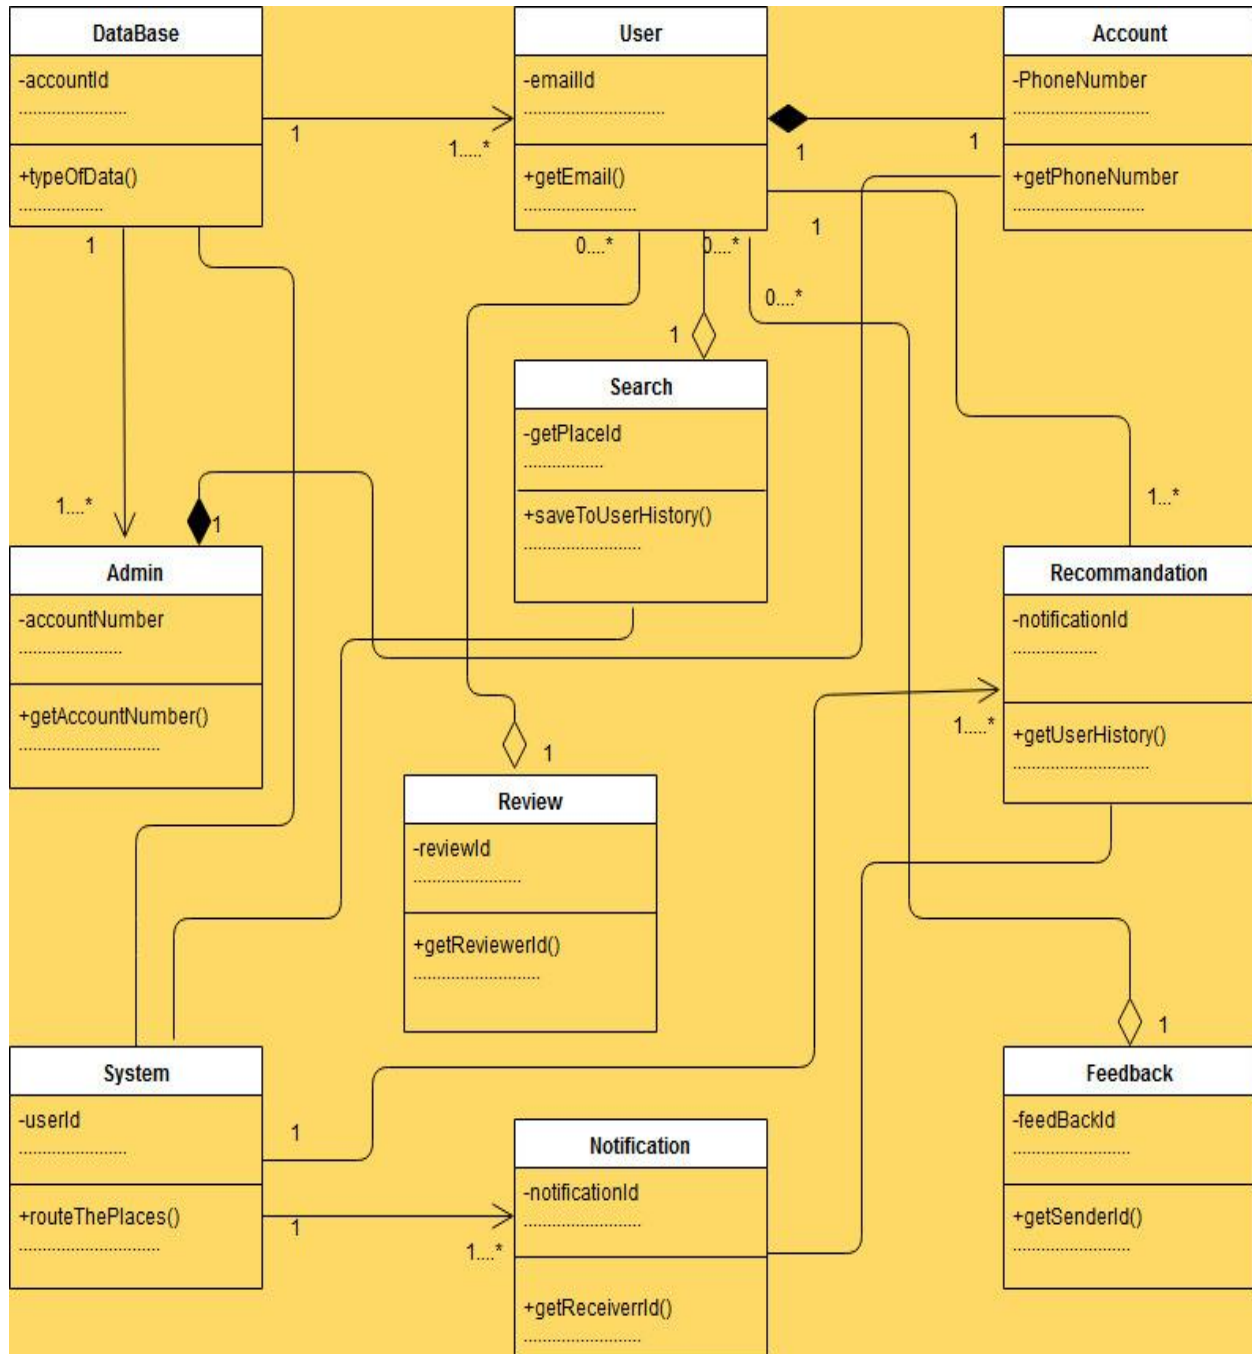 DataBase
-accountId
.......................
+typeOfData()
..................
User
-emailId
..............................
+getEmail()
........................
Account
-PhoneNumber
.............................
+getPhoneNumber
............................
1
1.....*
1
1
1
1
0....*
0....*
0....*
1
Search
-getPlaceId
.................
+saveToUserHistory()
.........................
1....*
1
1...*
Admin
-accountNumber
......................
+getAccountNumber()
..............................
Recommandation
-notificationId
..................
+getUserHistory()
.............................
1.....*
1
Review
-reviewId
.......................
+getReviewerId()
...........................
1
System
-userId
.......................
+routeThePlaces()
..............................
Feedback
-feedBackId
.........................
+getSenderId()
.........................
1
1
1....*
Notification
-notificationId
.........................
+getReceiverrId()
.........................